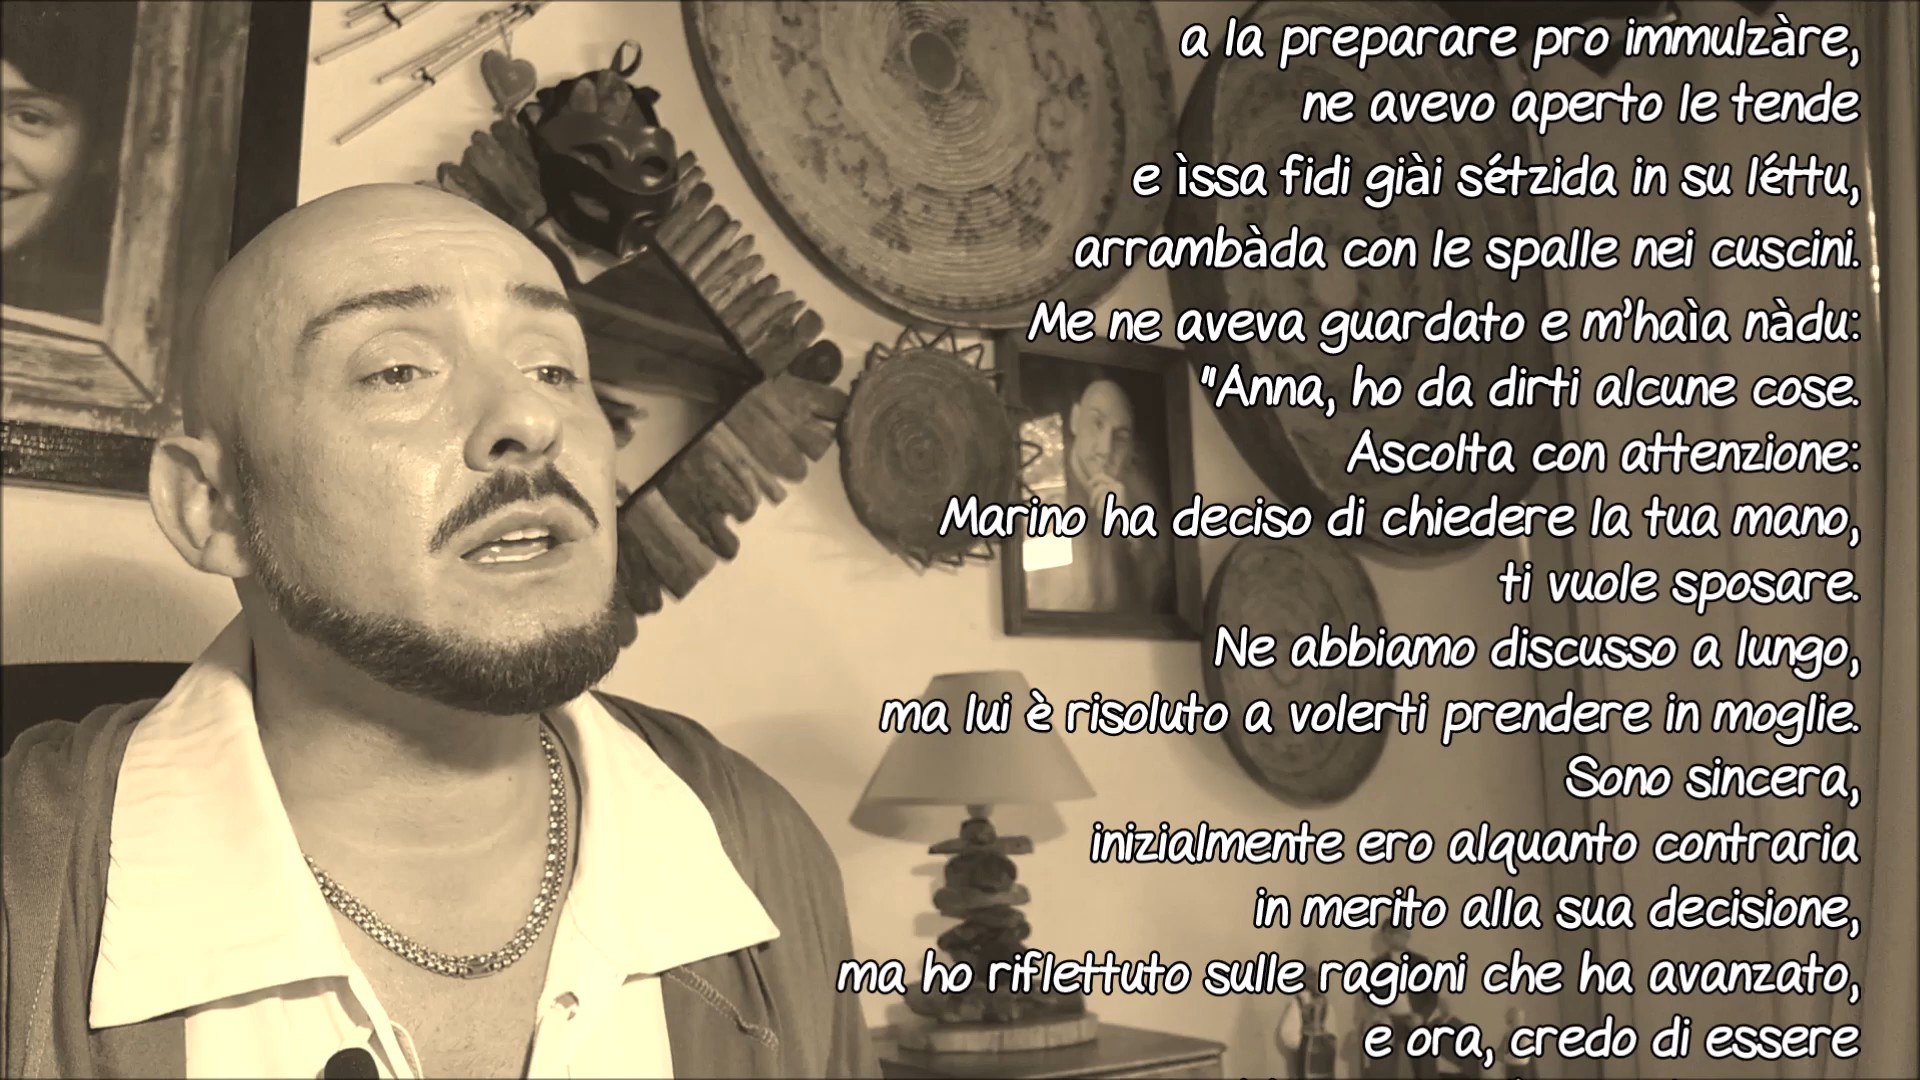 a la preparare pro immulzàre,
ne avevo aperto le tende
e ìssa fidi giài sétzida in su léttu,
arrambàda con le spalle nei cuscini.
Me ne aveva guardato e m'haìa nàdu:
"Anna, ho da dirti alcune cose.
Ascolta con attenzione:
Marino ha deciso di chiedere la tua mano,
ti vuole sposare.
Ne abbiamo discusso a lungo,
ma lui è risoluto a volerti prendere in moglie.
Sono sincera,
inizialmente ero alquanto contraria
in merito alla sua decisione,
ma ho riflettuto sulle ragioni che ha avanzato,
e ora, credo di essere